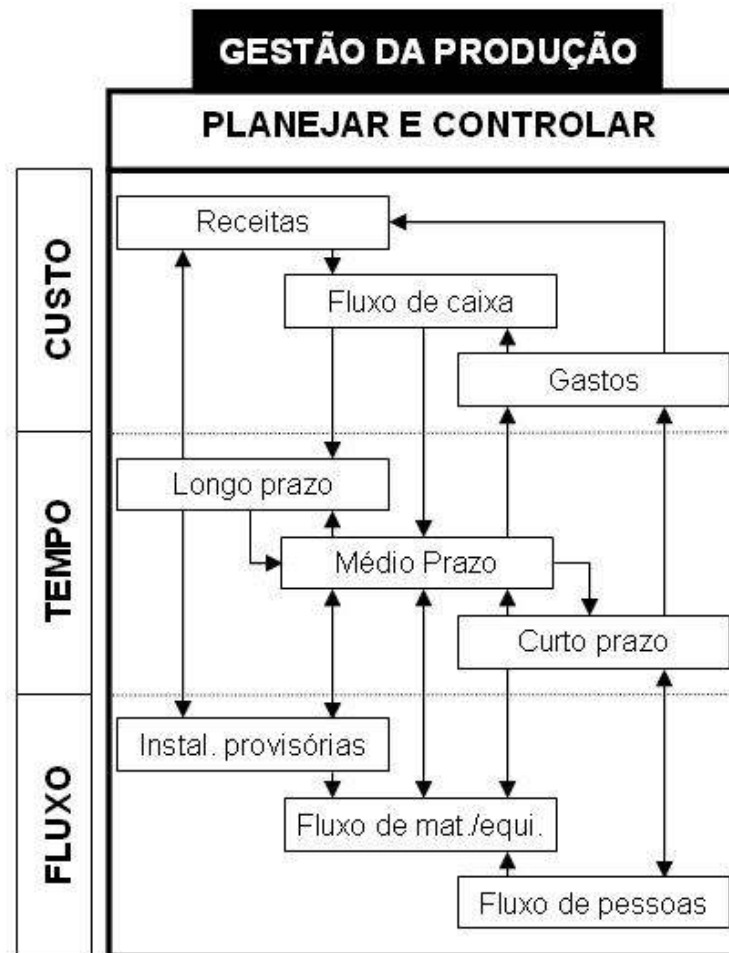 GESTÃO DA PRODUÇÃO
PLANEJAR E CONTROLAR
CUSTO
Receitas
Fluxo de caixa
Gastos
TEMPO
Longo prazo
Médio Prazo
Curto prazo
FLUXO
Instal. provisórias
Fluxo de mat./equi.
Fluxo de pessoas